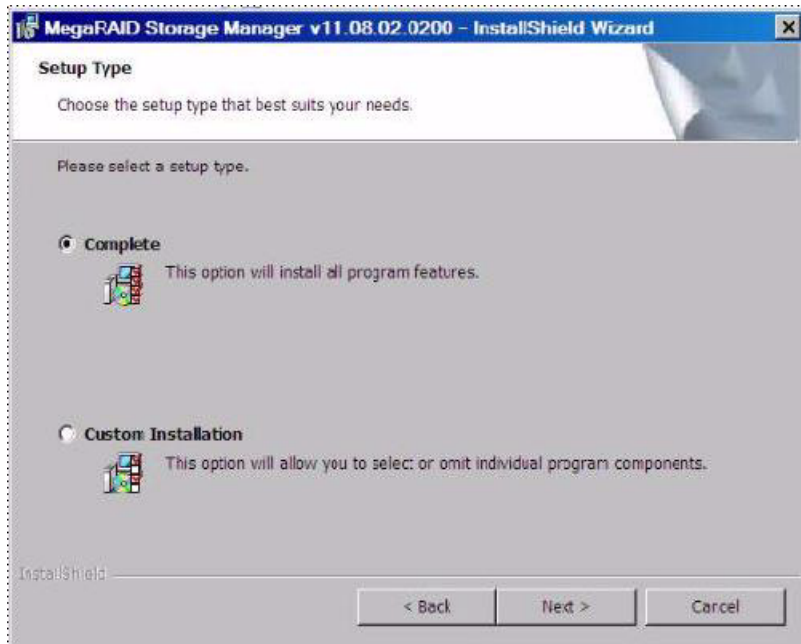 MegaRAID Storage Manager v11.08.02.0200 - InstallShield Wizard
Setup Type
Choose the setup type that best suits your needs.
Please select a setup type.
Complete
This option will install all program features.
Custom Installation
This option will allow you to select or omit individual program components.
InstallShield
< Back
Next >
Cancel